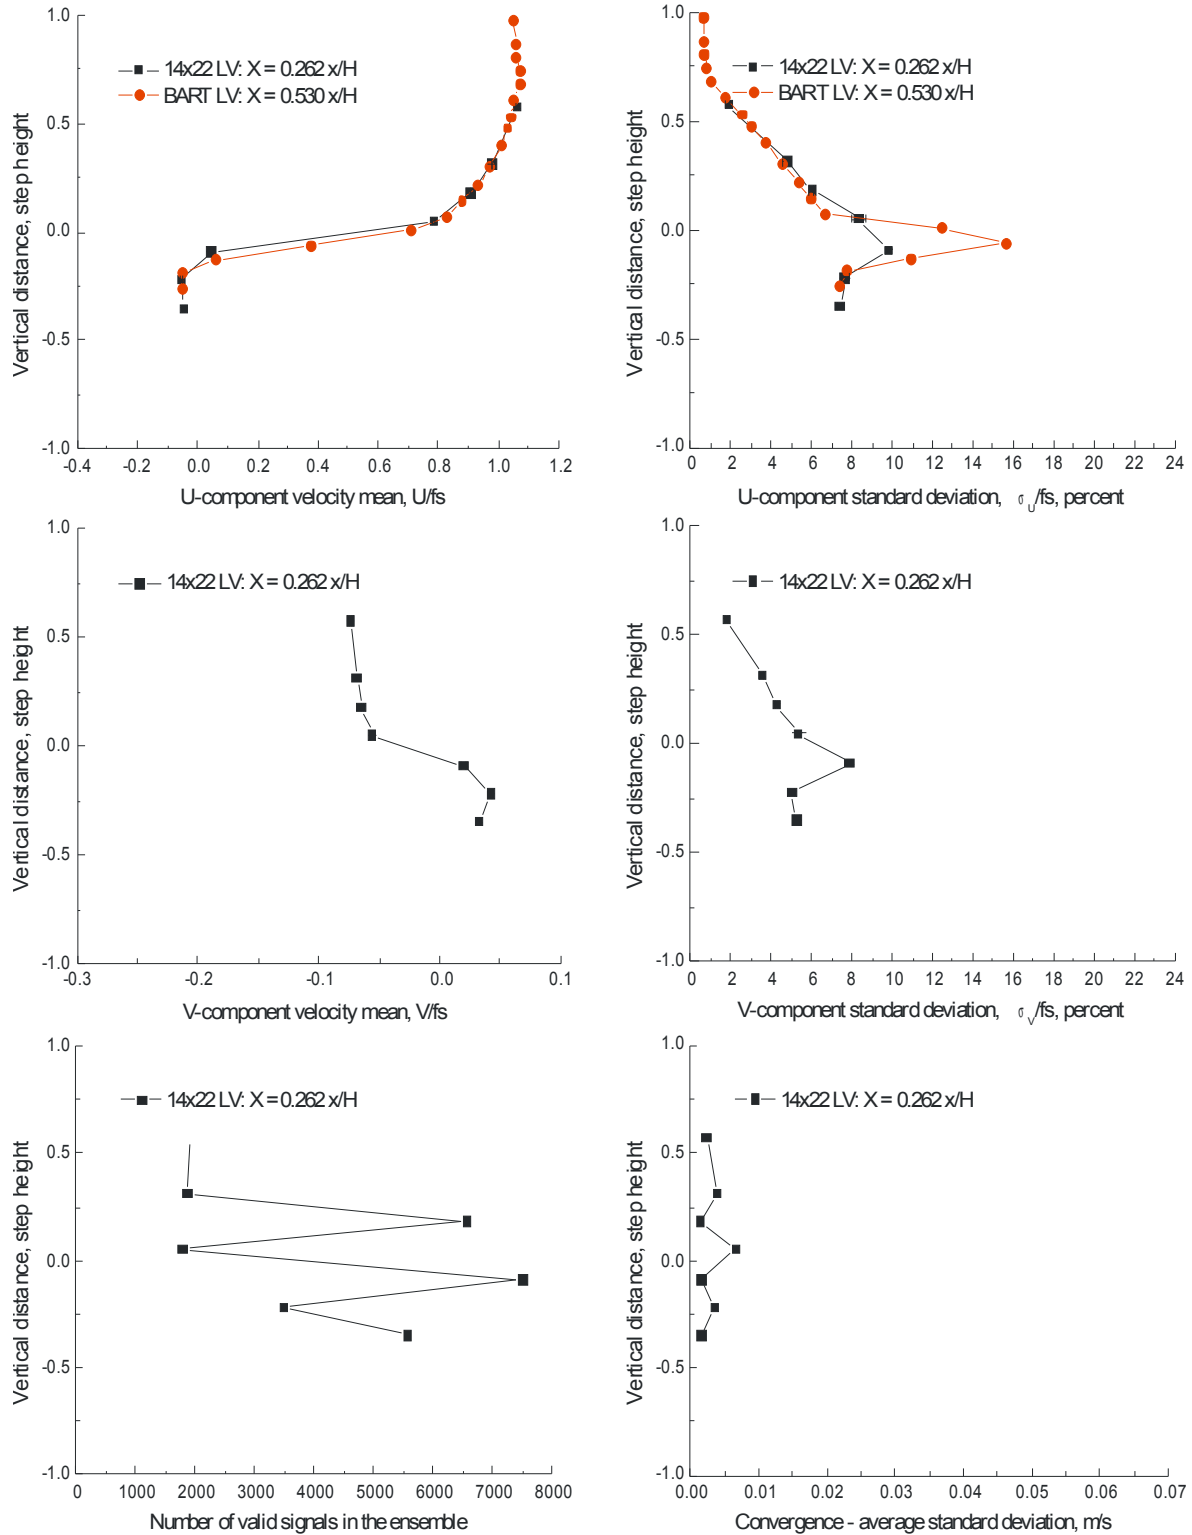 1.0
0.5
0.0
-0.5
-1.0
Vertical distance, step height
14x22 LV: X = 0.262 x/H
BART LV: X = 0.530 x/H
-0.4 -0.2 0.0 0.2 0.4 0.6 0.8 1.0 1.2
U-component velocity mean, U/fs
1.0
0.5
0.0
-0.5
-1.0
Vertical distance, step height
14x22 LV: X = 0.262 x/H
BART LV: X = 0.530 x/H
0 2 4 6 8 10 12 14 16 18 20 22 24
U-component standard deviation, σU/fs, percent
1.0
0.5
0.0
-0.5
-1.0
Vertical distance, step height
14x22 LV: X = 0.262 x/H
-0.3 -0.2 -0.1 0.0 0.1
V-component velocity mean, V/fs
1.0
0.5
0.0
-0.5
-1.0
Vertical distance, step height
14x22 LV: X = 0.262 x/H
0 2 4 6 8 10 12 14 16 18 20 22 24
V-component standard deviation, σV/fs, percent
1.0
0.5
0.0
-0.5
-1.0
Vertical distance, step height
14x22 LV: X = 0.262 x/H
0 1000 2000 3000 4000 5000 6000 7000 8000
Number of valid signals in the ensemble
1.0
0.5
0.0
-0.5
-1.0
Vertical distance, step height
14x22 LV: X = 0.262 x/H
0.00 0.01 0.02 0.03 0.04 0.05 0.06 0.07
Convergence - average standard deviation, m/s